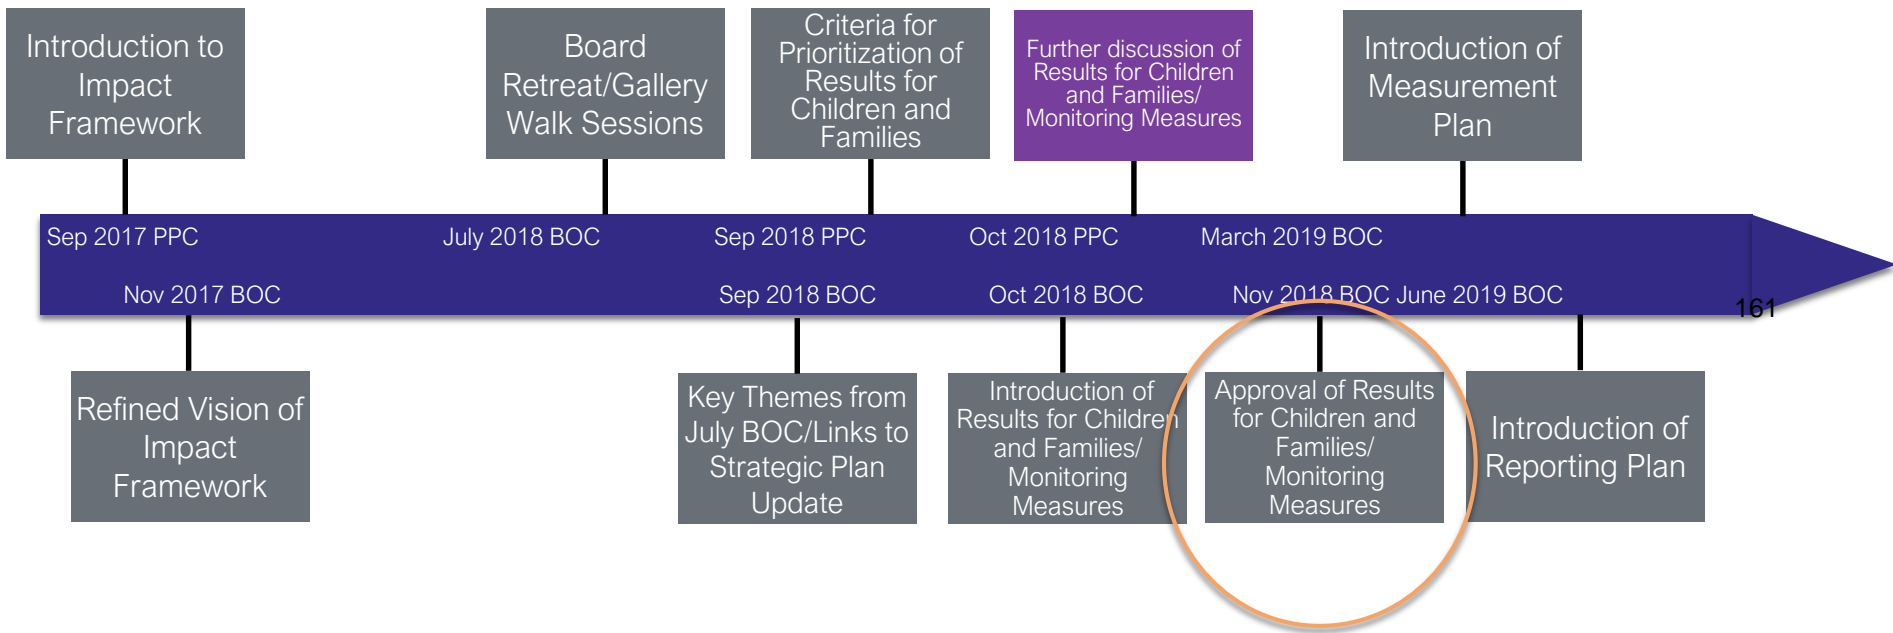 Introduction to
Impact
Framework
Board
Retreat/Gallery
Walk Sessions
Criteria for
Prioritization of
Results for
Children and
Families
Further discussion of
Results for Children
and Families/
Monitoring Measures
Introduction of
Measurement
Plan
Sep 2017 PPC
July 2018 BOC
Sep 2018 PPC
Oct 2018 PPC
March 2019 BOC
Nov 2017 BOC
Sep 2018 BOC
Oct 2018 BOC
Nov 2018 BOC
June 2019 BOC
161
Refined Vision of
Impact
Framework
Key Themes from
July BOC/Links to
Strategic Plan
Update
Introduction of
Results for Children
and Families/
Monitoring
Measures
Approval of Results
for Children and
Families/
Monitoring
Measures
Introduction of
Reporting Plan